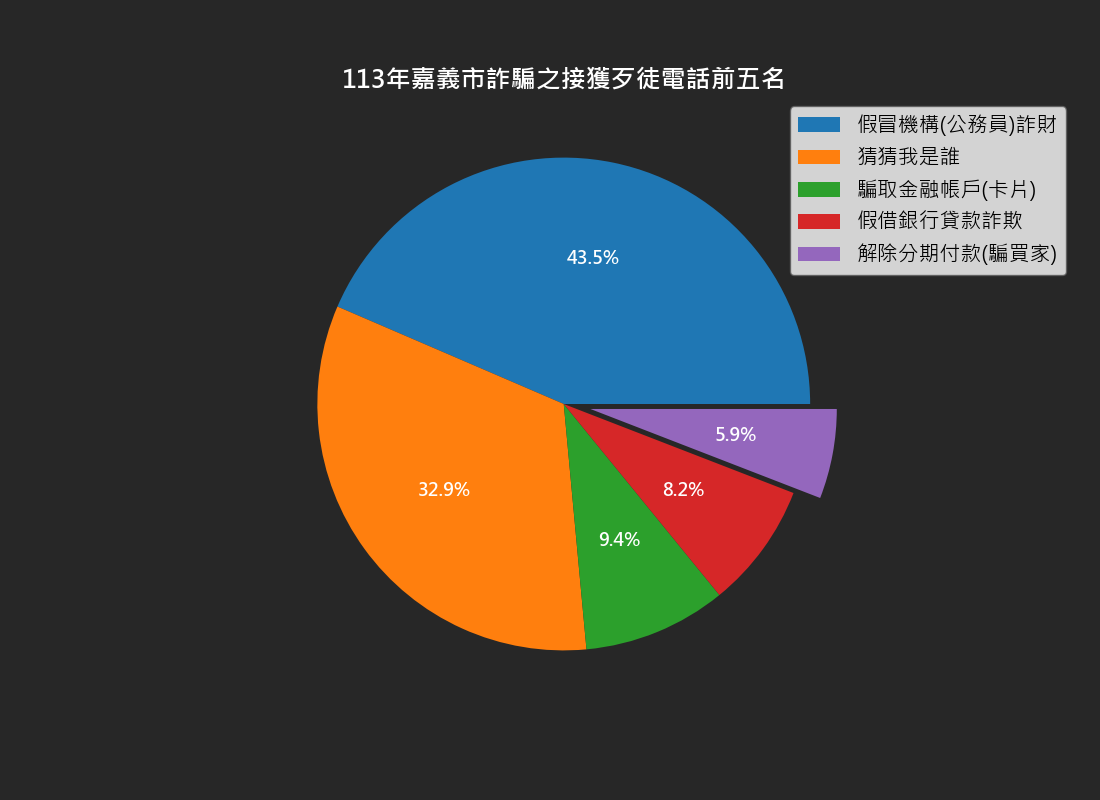 113年嘉義市詐騙之接獲歹徒電話前五名
假冒機構(公務員)詐財
猜猜我是誰
騙取金融帳戶(卡片)
假借銀行貸款詐欺
解除分期付款(騙買家)
43.5%
32.9%
9.4%
8.2%
5.9%